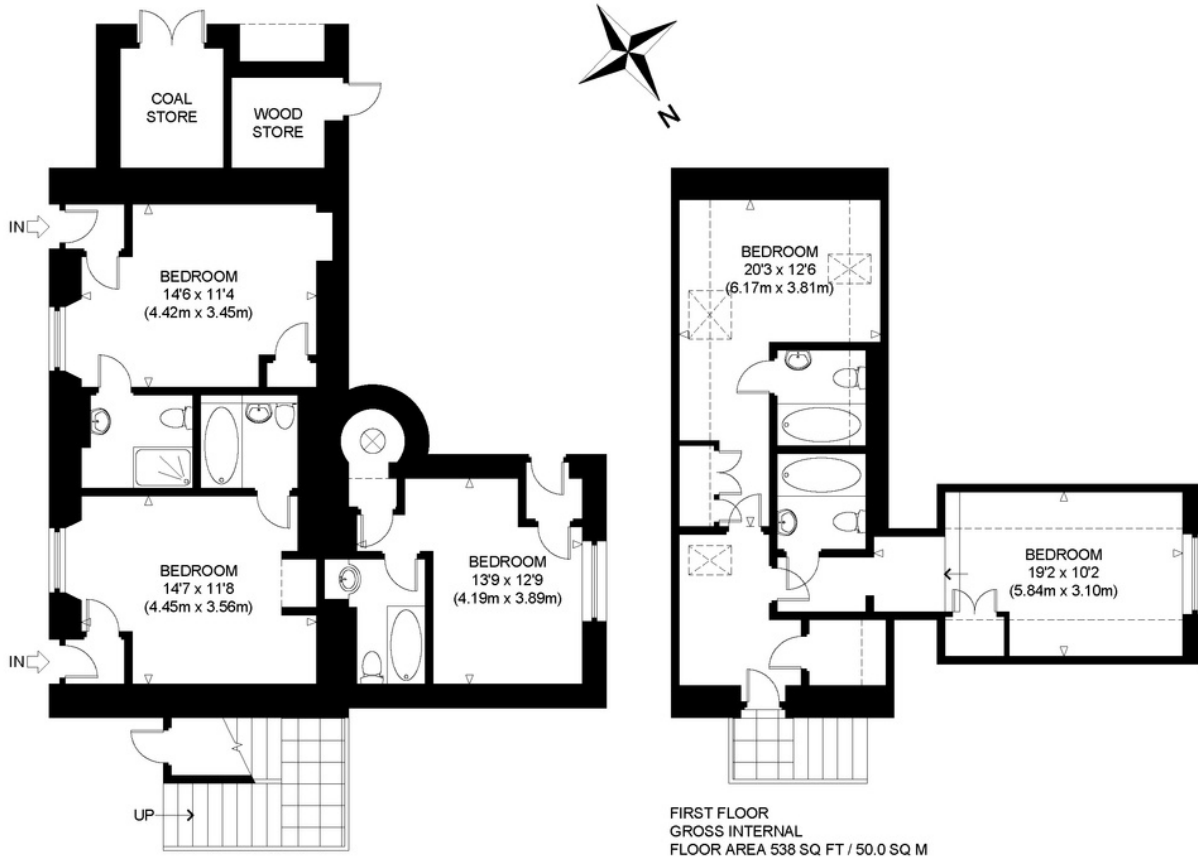 COAL
STORE
WOOD
STORE
N
IN
BEDROOM
14'6 x 11'4
(4.42m x 3.45m)
BEDROOM
14'7 x 11'8
(4.45m x 3.56m)
IN
BEDROOM
13'9 x 12'9
(4.19m x 3.89m)
UP
BEDROOM
20'3 x 12'6
(6.17m x 3.81m)
BEDROOM
19'2 x 10'2
(5.84m x 3.10m)
FIRST FLOOR
GROSS INTERNAL
FLOOR AREA 538 SQ FT / 50.0 SQ M